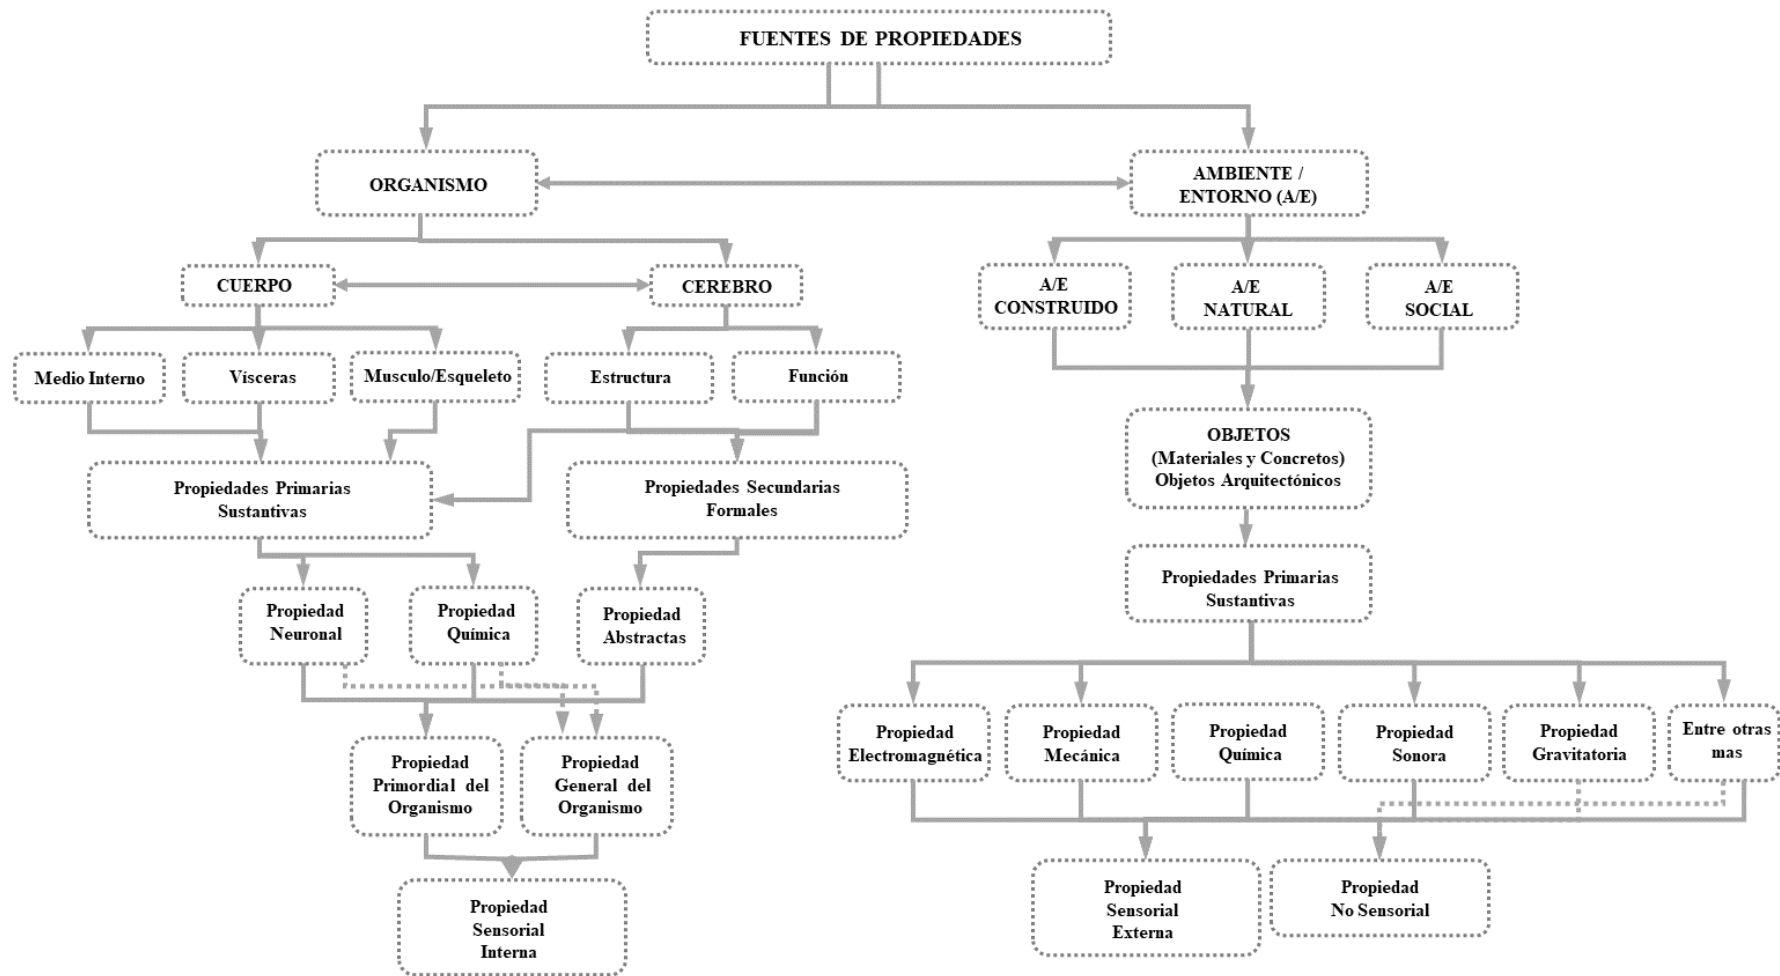 FUENTES DE PROPIEDADES
ORGANISMO
AMBIENTE /
ENTORNO (A/E)
CUERPO
CEREBRO
A/E
CONSTRUIDO
A/E
NATURAL
A/E
SOCIAL
Medio Interno
Vísceras
Musculo/Esqueleto
Estructura
Función
OBJETOS
(Materiales y Concretos)
Objetos Arquitectónicos
Propiedades Primarias
Sustantivas
Propiedades Secundarias
Formales
Propiedades Primarias
Sustantivas
Propiedad
Neuronal
Propiedad
Química
Propiedad
Abstractas
Propiedad
Electromagnética
Propiedad
Mecánica
Propiedad
Química
Propiedad
Sonora
Propiedad
Gravitatoria
Entre otras
mas
Propiedad
Primordial del
Organismo
Propiedad
General del
Organismo
Propiedad
Sensorial
Externa
Propiedad
No Sensorial
Propiedad
Sensorial
Interna